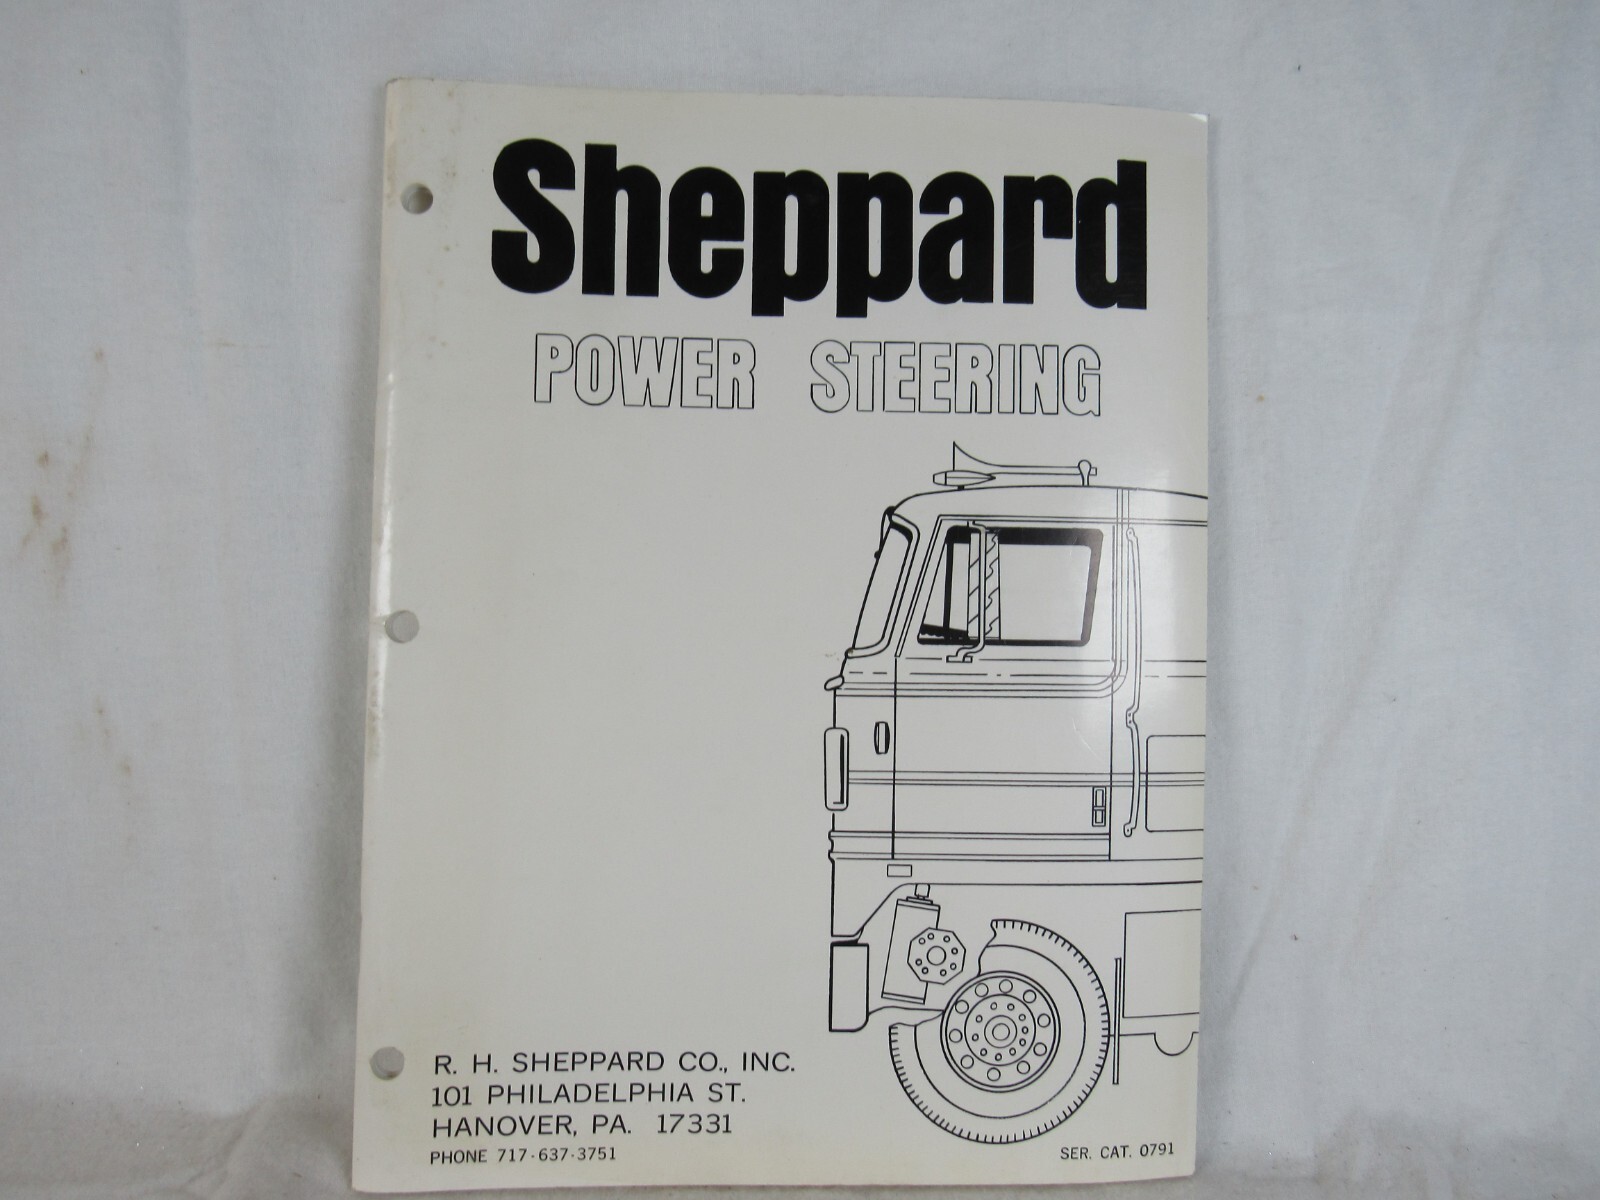 Sheppard
POWER STEERING
R. H. SHEPPARD CO., INC.
101 PHILADELPHIA ST.
HANOVER, PA. 17331
PHONE 717-637-3751
SER. CAT. 0791